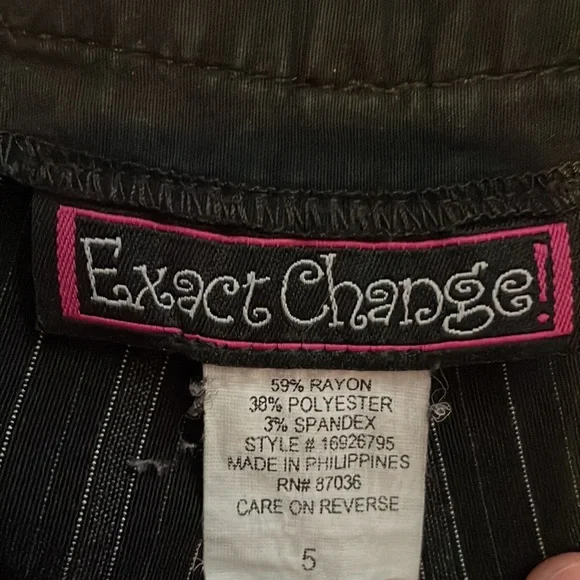 Exact Change!
59% RAYON
38% POLYESTER
3% SPANDEX
STYLE # 16926795
MADE IN PHILIPPINES
RN# 87036
CARE ON REVERSE
5